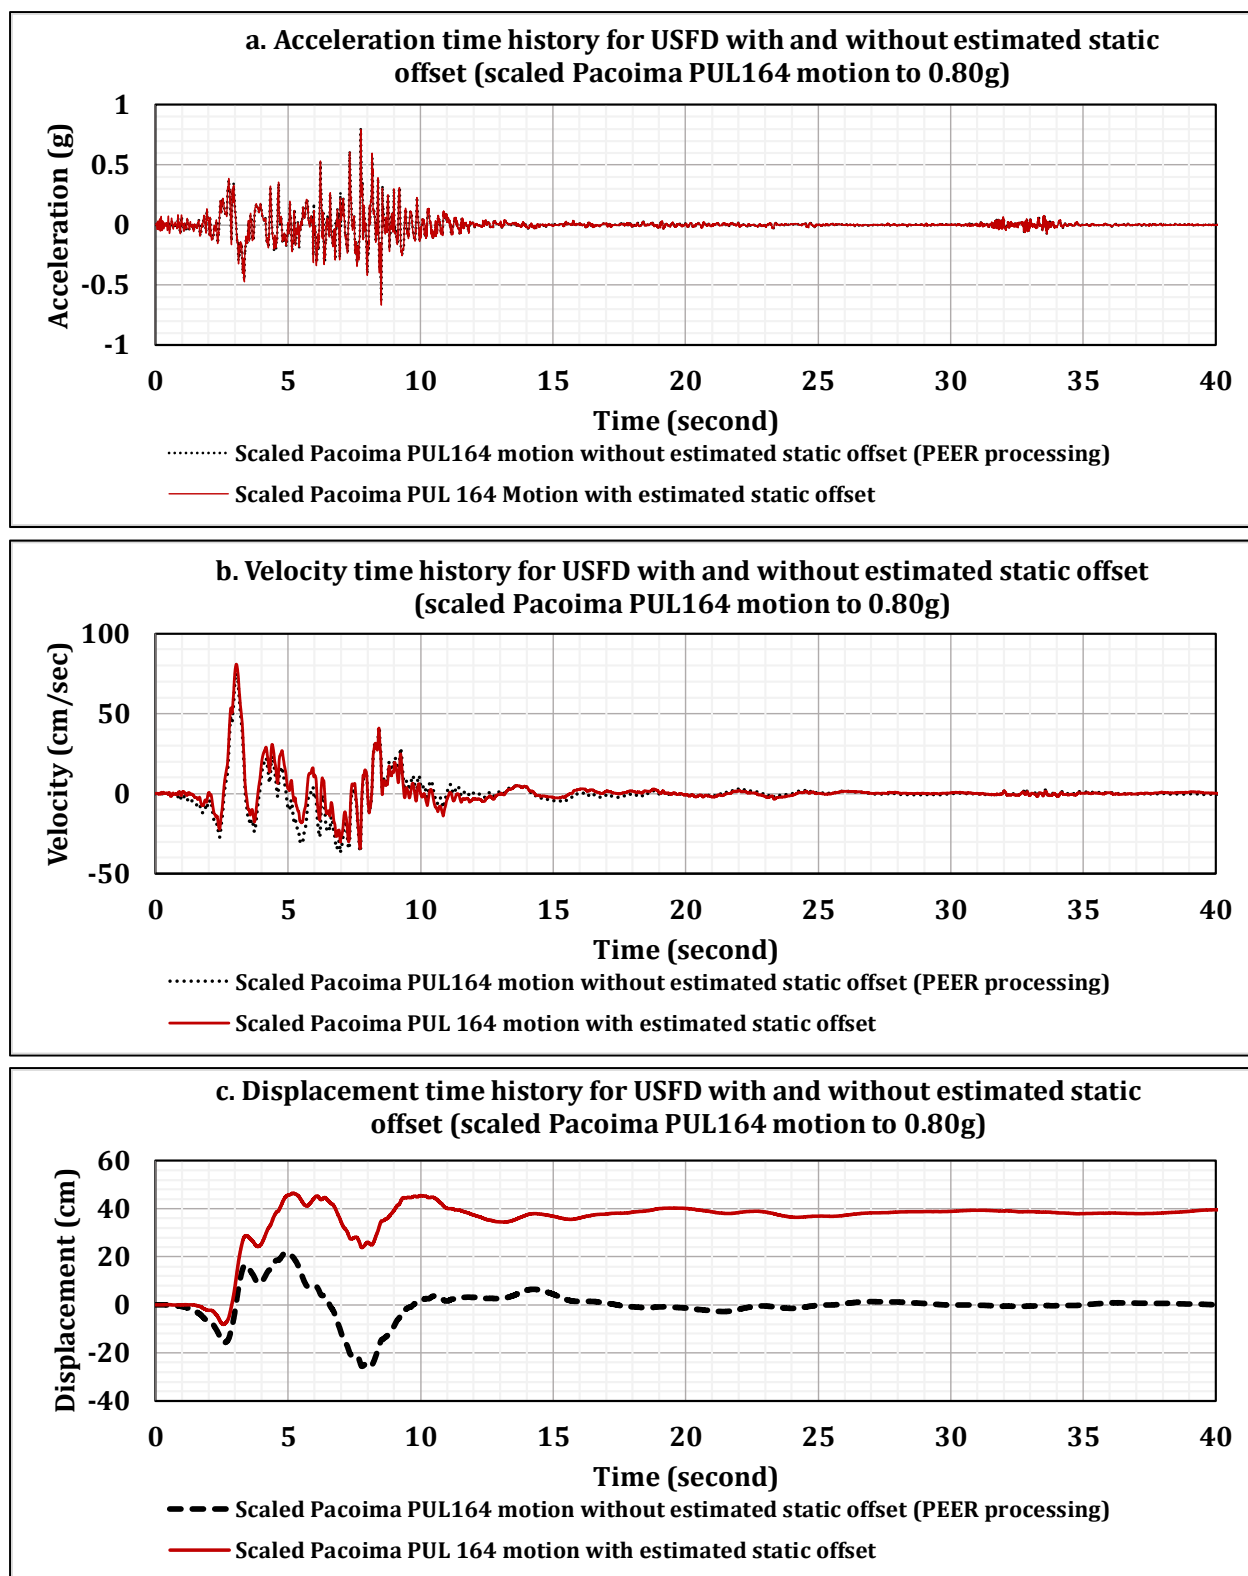 a. Acceleration time history for USFD with and without estimated static
offset (scaled Pacoima PUL164 motion to 0.80g)
Acceleration (g)
1
0.5
0
-0.5
-1
0 5 10 15 20 25 30 35 40
Time (second)
Scaled Pacoima PUL164 motion without estimated static offset (PEER processing)
Scaled Pacoima PUL 164 Motion with estimated static offset
b. Velocity time history for USFD with and without estimated static offset
(scaled Pacoima PUL164 motion to 0.80g)
Velocity (cm/sec)
100
50
0
-50
0 5 10 15 20 25 30 35 40
Time (second)
Scaled Pacoima PUL164 motion without estimated static offset (PEER processing)
Scaled Pacoima PUL 164 motion with estimated static offset
c. Displacement time history for USFD with and without estimated static
offset (scaled Pacoima PUL164 motion to 0.80g)
Displacement (cm)
60
40
20
0
-20
-40
0 5 10 15 20 25 30 35 40
Time (second)
Scaled Pacoima PUL164 motion without estimated static offset (PEER processing)
Scaled Pacoima PUL 164 motion with estimated static offset